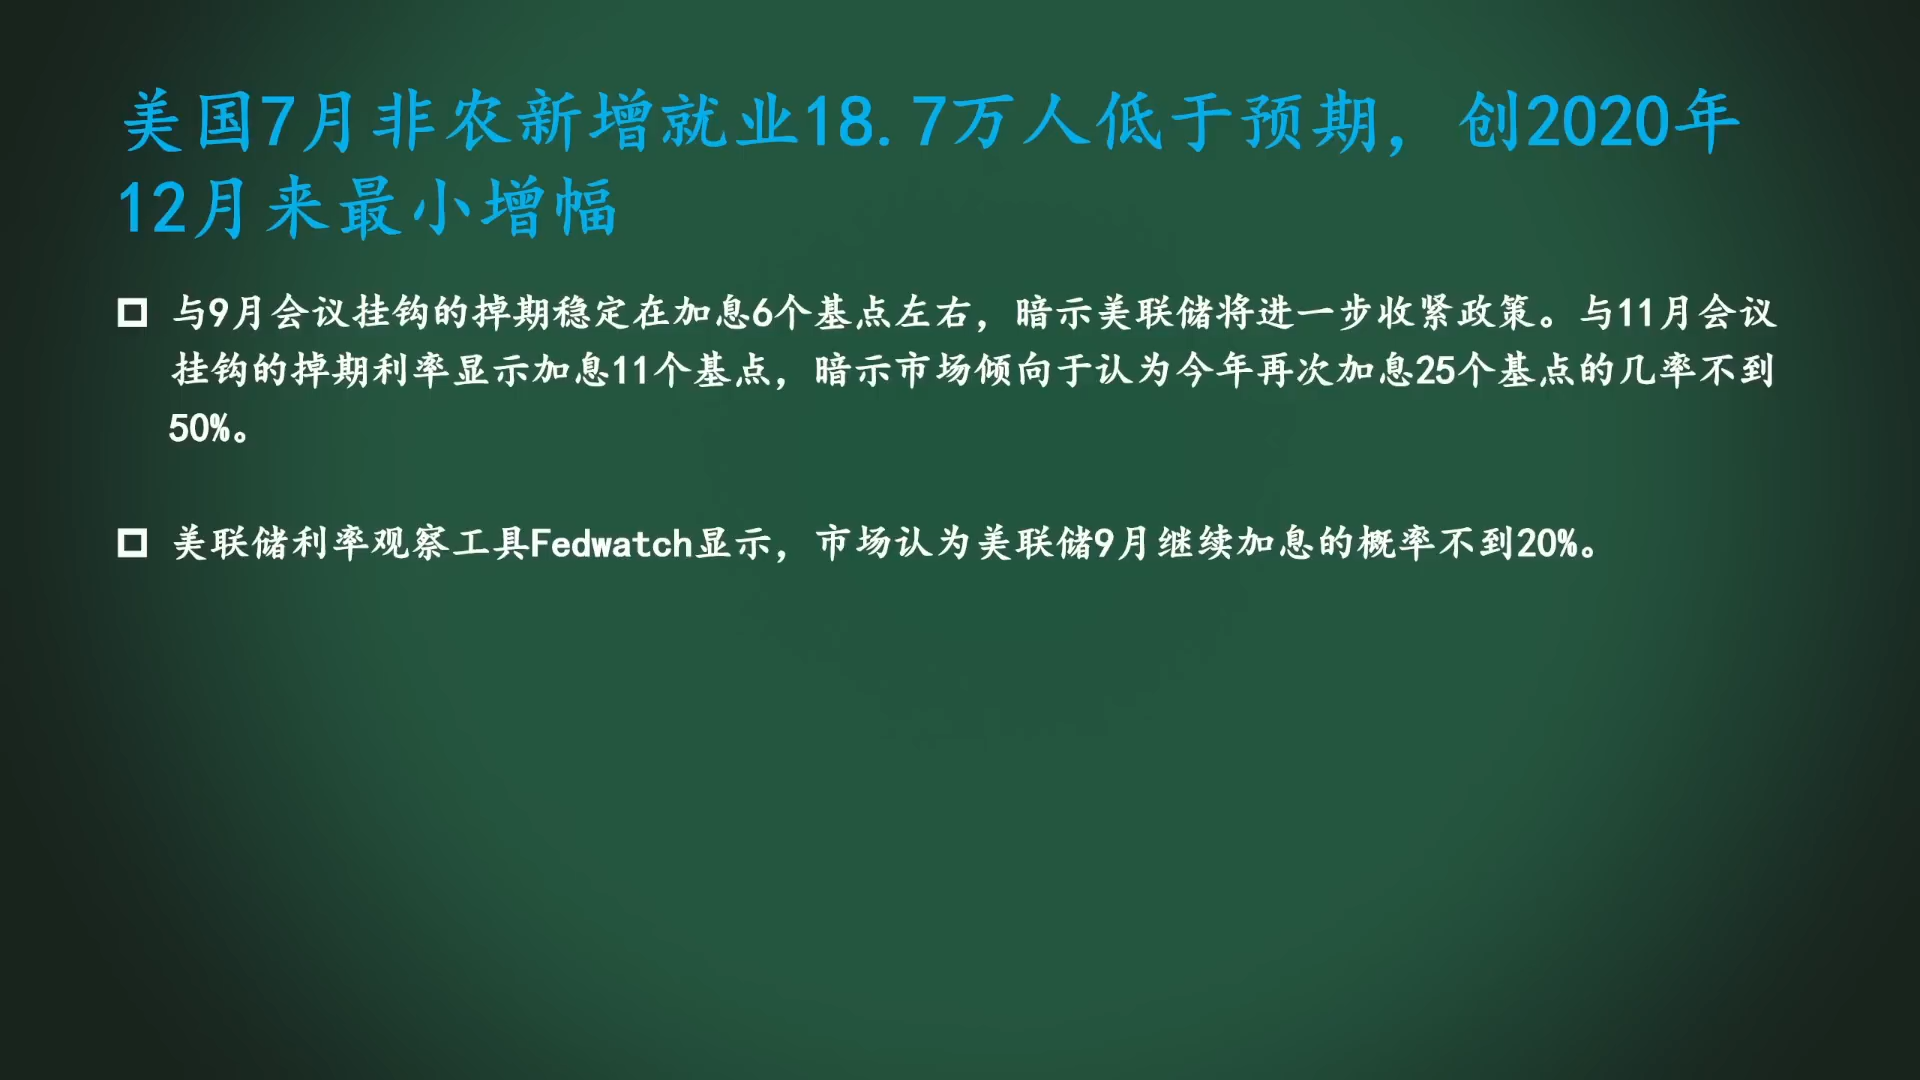 美国7月非农新增就业18.7万人低于预期，创2020年
12月来最小增幅
与9月会议挂钩的掉期稳定在加息6个基点左右，暗示美联储将进一步收紧政策。与11月会议
挂钩的掉期利率显示加息11个基点，暗示市场倾向于认为今年再次加息25个基点的几率不到
50%。
美联储利率观察工具Fedwatch显示，市场认为美联储9月继续加息的概率不到20%。